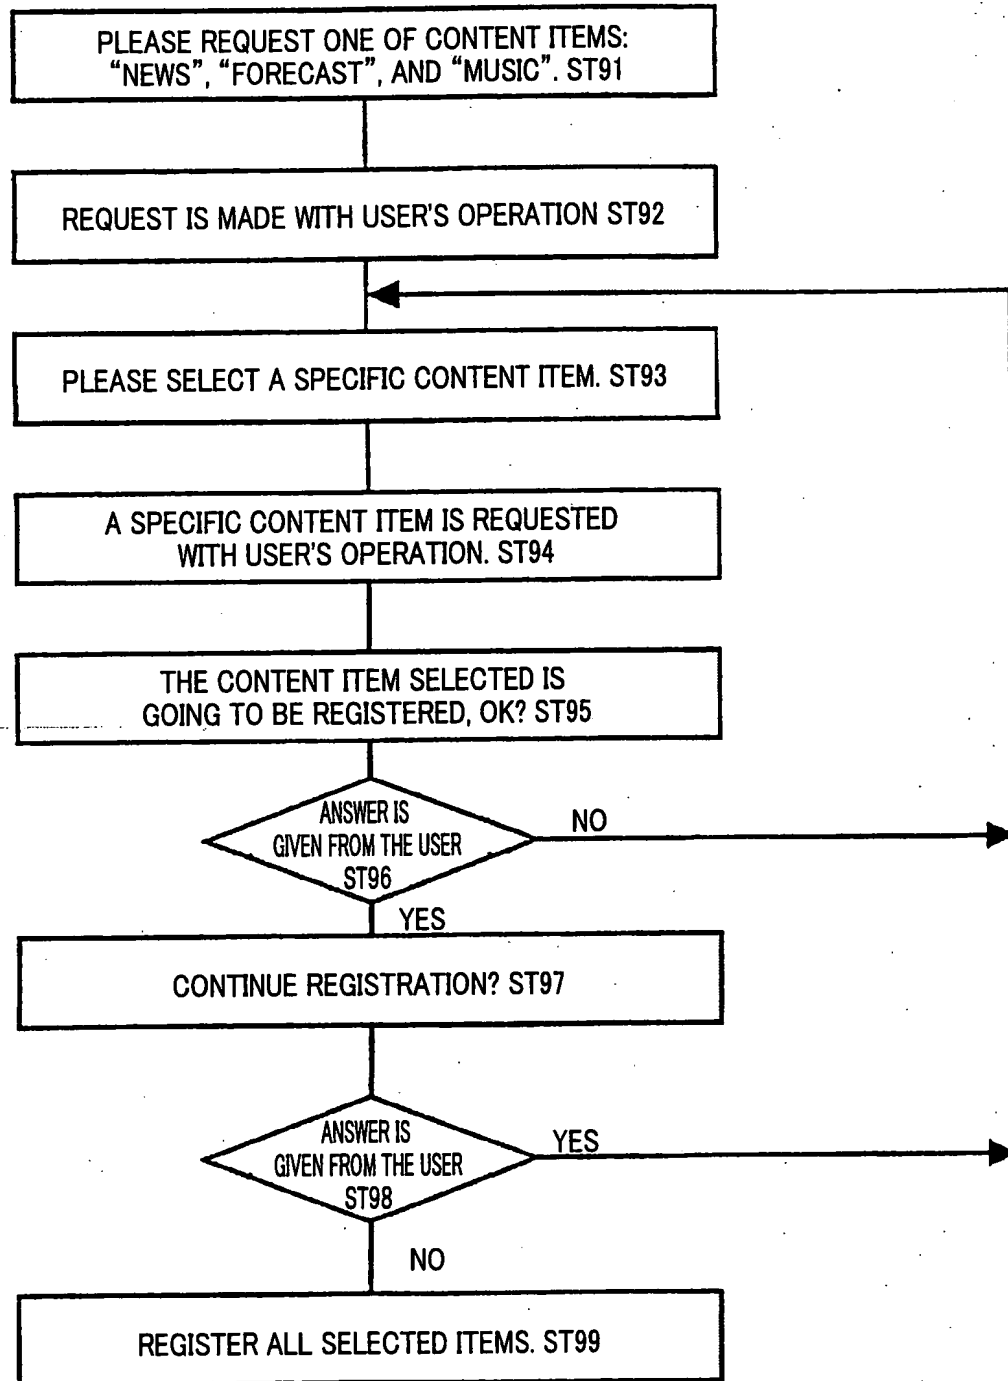 PLEASE REQUEST ONE OF CONTENT ITEMS:
“NEWS”, “FORECAST”, AND “MUSIC”. ST91
REQUEST IS MADE WITH USER'S OPERATION ST92
PLEASE SELECT A SPECIFIC CONTENT ITEM. ST93
A SPECIFIC CONTENT ITEM IS REQUESTED
WITH USER'S OPERATION. ST94
THE CONTENT ITEM SELECTED IS
GOING TO BE REGISTERED, OK? ST95
ANSWER IS
GIVEN FROM THE USER
ST96
NO
YES
CONTINUE REGISTRATION? ST97
ANSWER IS
GIVEN FROM THE USER
ST98
YES
NO
REGISTER ALL SELECTED ITEMS. ST99